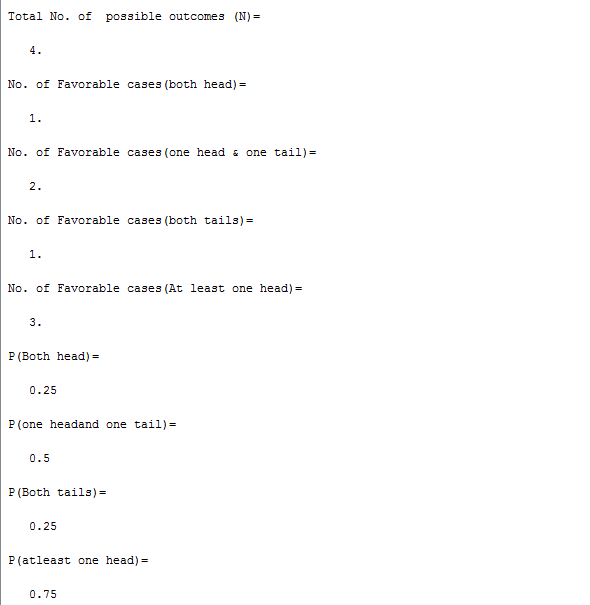 Total No. of  possible outcomes (N)=
4.
No. of Favorable cases(both head)=
1.
No. of Favorable cases(one head & one tail)=
2.
No. of Favorable cases(both tails)=
1.
No. of Favorable cases(At least one head)=
3.
P(Both head)=
0.25
P(one headand one tail)=
0.5
P(Both tails)=
0.25
P(atleast one head)=
0.75